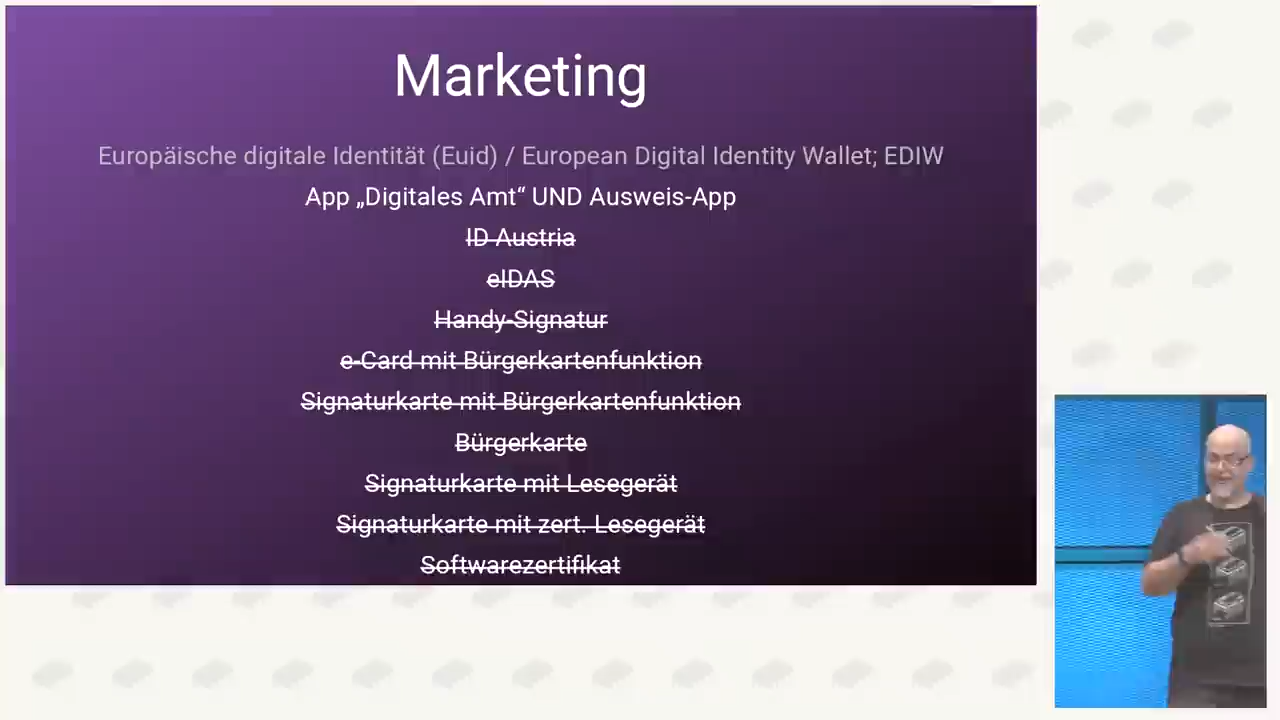 Marketing
Europäische digitale Identität (Euid) / European Digital Identity Wallet; EDIW
App „Digitales Amt“ UND Ausweis-App
ID Austria
eIDAS
Handy-Signatur
e-Card mit Bürgerkartenfunktion
Signaturkarte mit Bürgerkartenfunktion
Bürgerkarte
Signaturkarte mit Lesegerät
Signaturkarte mit zert. Lesegerät
Softwarezertifikat